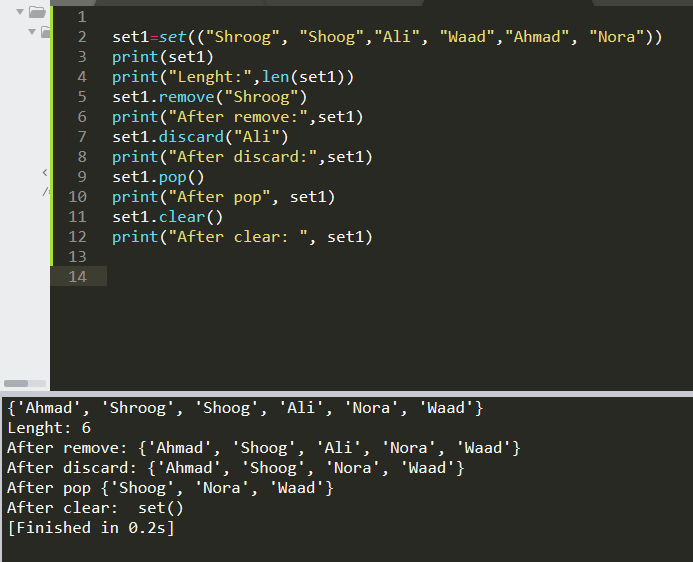 1
2 set1=set(("Shroog", "Shoog","Ali", "Waad","Ahmad", "Nora"))
3 print(set1)
4 print("Lenght:",len(set1))
5 set1.remove("Shroog")
6 print("After remove:",set1)
7 set1.discard("Ali")
8 print("After discard:",set1)
9 set1.pop()
10 print("After pop", set1)
11 set1.clear()
12 print("After clear: ", set1)
13
14
{'Ahmad', 'Shroog', 'Shoog', 'Ali', 'Nora', 'Waad'}
Lenght: 6
After remove: {'Ahmad', 'Shoog', 'Ali', 'Nora', 'Waad'}
After discard: {'Ahmad', 'Shoog', 'Nora', 'Waad'}
After pop {'Shoog', 'Nora', 'Waad'}
After clear:  set()
[Finished in 0.2s]